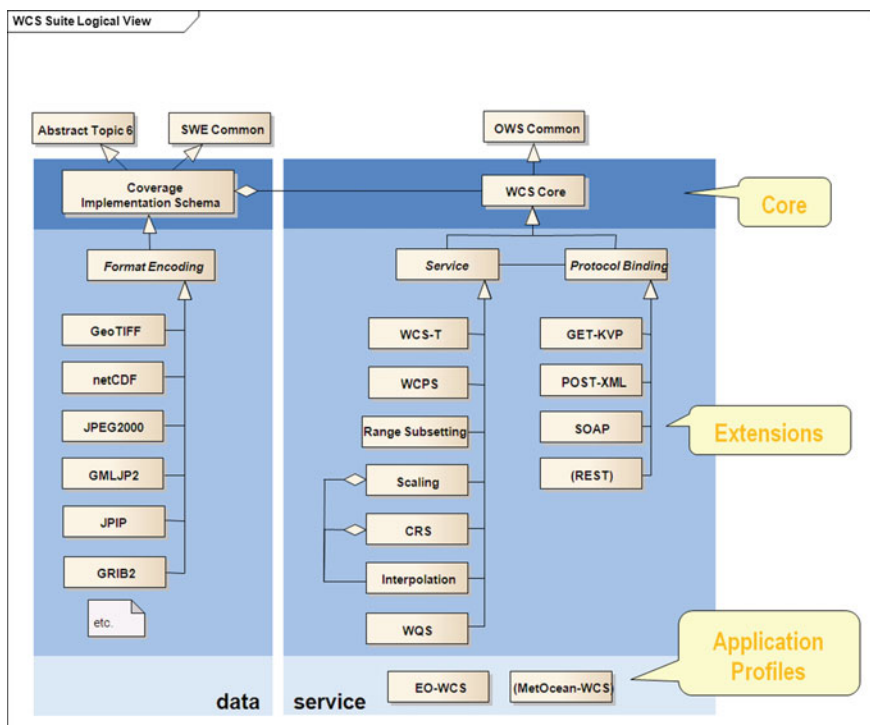 WCS Suite Logical View
Abstract Topic 6
SWE Common
OWS Common
Coverage
Implementation Schema
WCS Core
Core
Format Encoding
Service
Protocol Binding
GeoTIFF
netCDF
JPEG2000
GMLJP2
JPIP
GRIB2
etc.
WCS-T
WCPS
Range Subsetting
Scaling
CRS
Interpolation
WQS
GET-KVP
POST-XML
SOAP
(REST)
Extensions
data
service
EO-WCS
(MetOcean-WCS)
Application
Profiles